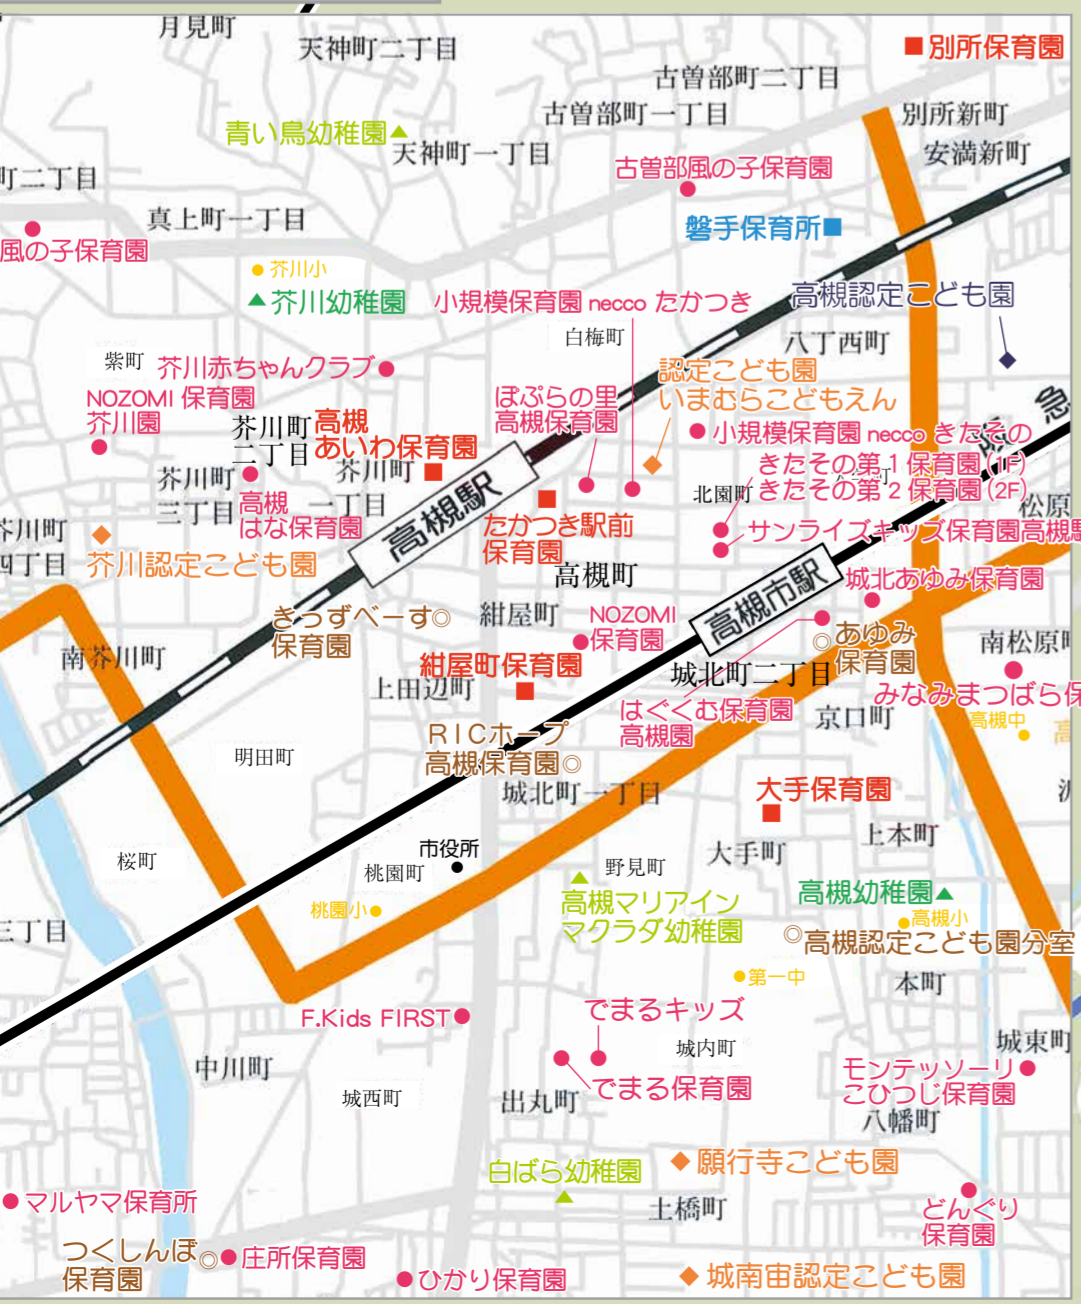 月見町
天神町二丁目
別所保育園
古曽部町二丁目
古曽部町一丁目
別所新町
青い鳥幼稚園
天神町一丁目
安満新町
町二丁目
古曽部風の子保育園
真上町一丁目
磐手保育所
風の子保育園
芥川小
芥川幼稚園
小規模保育園 necco たかつき
高槻認定こども園
白梅町
八丁西町
紫町
芥川赤ちゃんクラブ
認定こども園
いまむらこどもえん
NOZOMI 保育園
芥川園
ぽぷらの里
高槻保育園
急
芥川町
二丁目
高槻
あいわ保育園
小規模保育園 necco きたその
きたその第1保育園(1F)
きたその第2保育園(2F)
芥川町
三丁目
芥川町
一丁目
高槻
はな保育園
高槻駅
北園町
松原
たかつき駅前
保育園
サンライズキッズ保育園高槻駅
芥川町
四丁目
芥川認定こども園
高槻町
高槻市駅
城北あゆみ保育園
きっずべーす
保育園
紺屋町
NOZOMI
保育園
あゆみ
保育園
南芥川町
紺屋町保育園
南松原町
上田辺町
城北町二丁目
みなみまつばら保
はぐくむ保育園
高槻園
京口町
高槻中
RICホープ
高槻保育園
明田町
城北町一丁目
大手保育園
上本町
桜町
市役所
桃園町
野見町
大手町
桃園小
高槻マリアイン
マクラダ幼稚園
高槻幼稚園
高槻小
三丁目
高槻認定こども園分室
第一中
本町
F.Kids FIRST
でまるキッズ
城東町
中川町
城内町
城西町
出丸町
でまる保育園
モンテッソーリ
こひつじ保育園
八幡町
白ばら幼稚園
願行寺こども園
マルヤマ保育所
土橋町
どんぐり
保育園
つくしんぼ
保育園
庄所保育園
ひかり保育園
城南宙認定こども園